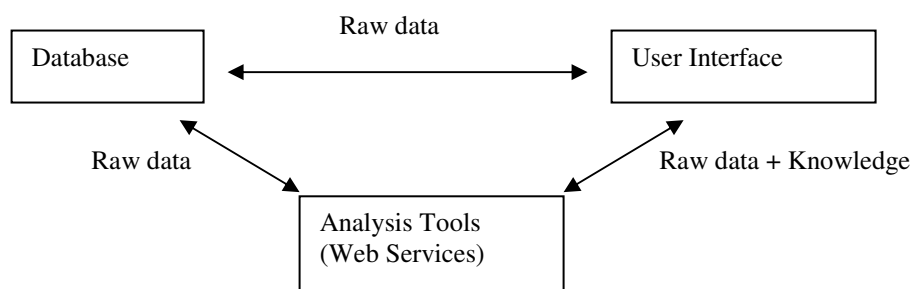 Raw data
Database
User Interface
Raw data
Raw data + Knowledge
Analysis Tools
(Web Services)